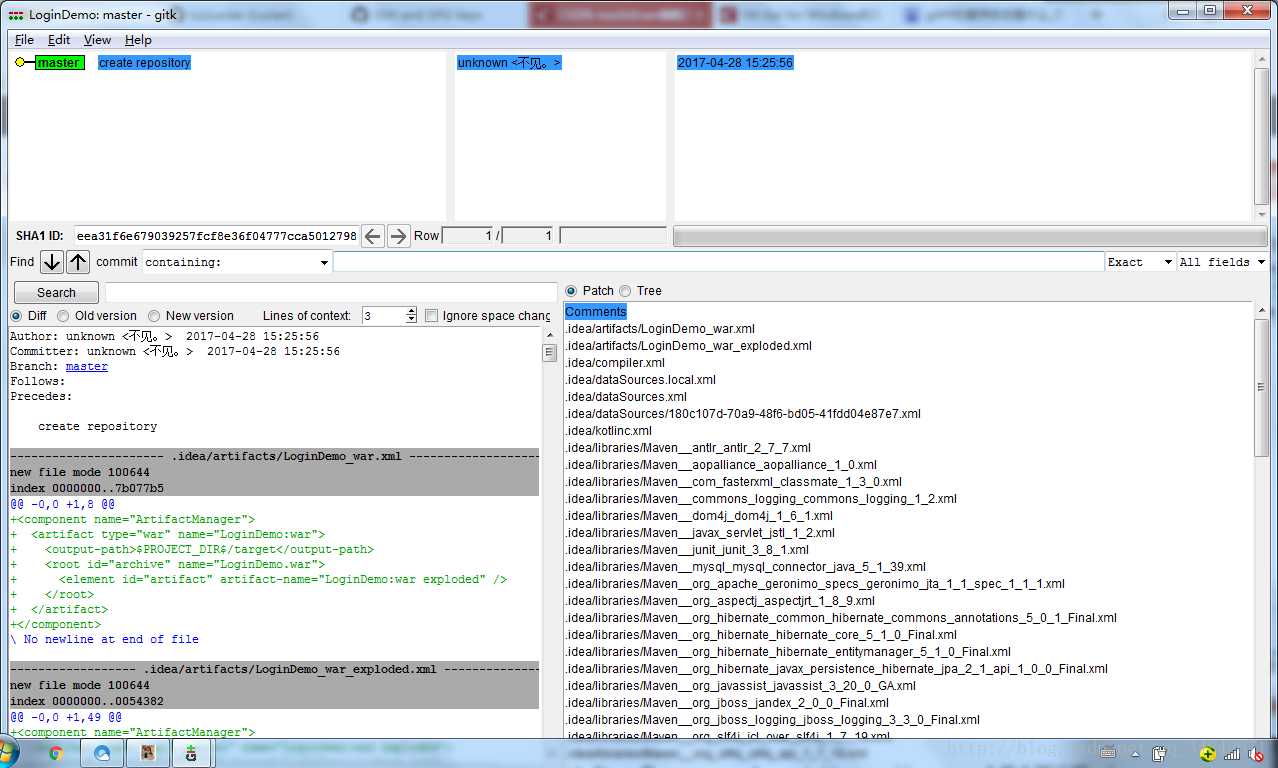 LoginDemo: master - gitk
File Edit View Help
master create repository unknown <不见。> 2017-04-28 15:25:56
SHA1 ID: eea31f6e679039257fcf8e36f04777cca5012798 Row 1 / 1
Find commit containing: Exact All fields
Search
Patch Tree
Diff Old version New version Lines of context: 3 Ignore space chang
Author: unknown <不见。> 2017-04-28 15:25:56
Committer: unknown <不见。> 2017-04-28 15:25:56
Branch: master
Follows:
Precedes:
create repository
---------------------- .idea/artifacts/LoginDemo_war.xml -------------------
new file mode 100644
index 0000000..7b077b5
@@ -0,0 +1,8 @@
+<component name="ArtifactManager">
+  <artifact type="war" name="LoginDemo:war">
+    <output-path>$PROJECT_DIR$/target</output-path>
+    <root id="archive" name="LoginDemo.war">
+      <element id="artifact" artifact-name="LoginDemo:war exploded" />
+    </root>
+  </artifact>
+</component>
\ No newline at end of file
------------------ .idea/artifacts/LoginDemo_war_exploded.xml --------------
new file mode 100644
index 0000000..0054382
@@ -0,0 +1,49 @@
+<component name="ArtifactManager">
Comments
.idea/artifacts/LoginDemo_war.xml
.idea/artifacts/LoginDemo_war_exploded.xml
.idea/compiler.xml
.idea/dataSources.local.xml
.idea/dataSources.xml
.idea/dataSources/180c107d-70a9-48f6-bd05-41fdd04e87e7.xml
.idea/kotlinc.xml
.idea/libraries/Maven__antlr_antlr_2_7_7.xml
.idea/libraries/Maven__aopalliance_aopalliance_1_0.xml
.idea/libraries/Maven__com_fasterxml_classmate_1_3_0.xml
.idea/libraries/Maven__commons_logging_commons_logging_1_2.xml
.idea/libraries/Maven__dom4j_dom4j_1_6_1.xml
.idea/libraries/Maven__javax_servlet_jstl_1_2.xml
.idea/libraries/Maven__junit_junit_3_8_1.xml
.idea/libraries/Maven__mysql_mysql_connector_java_5_1_39.xml
.idea/libraries/Maven__org_apache_geronimo_specs_geronimo_jta_1_1_spec_1_1_1.xml
.idea/libraries/Maven__org_aspectj_aspectjrt_1_8_9.xml
.idea/libraries/Maven__org_hibernate_common_hibernate_commons_annotations_5_0_1_Final.xml
.idea/libraries/Maven__org_hibernate_hibernate_core_5_1_0_Final.xml
.idea/libraries/Maven__org_hibernate_hibernate_entitymanager_5_1_0_Final.xml
.idea/libraries/Maven__org_hibernate_javax_persistence_hibernate_jpa_2_1_api_1_0_0_Final.xml
.idea/libraries/Maven__org_javassist_javassist_3_20_0_GA.xml
.idea/libraries/Maven__org_jboss_jandex_2_0_0_Final.xml
.idea/libraries/Maven__org_jboss_logging_jboss_logging_3_3_0_Final.xml
.idea/libraries/Maven__org_slf4j_jcl_over_slf4j_1_7_19.xml